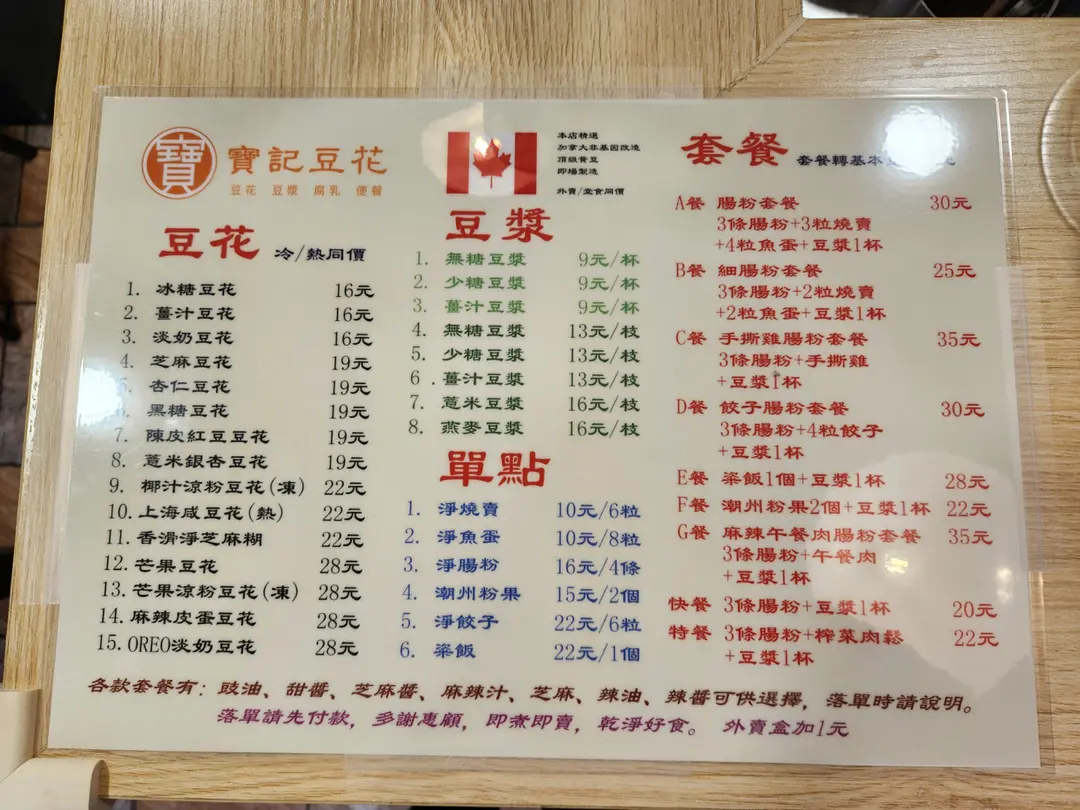 寶
寶記豆花
豆花 豆漿 腐乳 便餐
豆花 冷/熱同價
1. 冰糖豆花 16元
2. 薑汁豆花 16元
3. 淡奶豆花 16元
4. 芝麻豆花 19元
杏仁豆花 19元
黑糖豆花 19元
7. 陳皮紅豆豆花 19元
8. 薏米銀杏豆花 19元
9. 椰汁涼粉豆花(凍) 22元
10. 上海咸豆花(熱) 22元
11. 香滑淨芝麻糊 22元
12. 芒果豆花 28元
13. 芒果涼粉豆花(凍) 28元
14. 麻辣皮蛋豆花 28元
15. OREO淡奶豆花 28元
本店精選
加拿大非基因改造
頂級黃豆
即場製造
外賣/堂食同價
豆漿
1. 無糖豆漿 9元/杯
2. 少糖豆漿 9元/杯
3. 薑汁豆漿 9元/杯
4. 無糖豆漿 13元/枝
5. 少糖豆漿 13元/枝
6. 薑汁豆漿 13元/枝
7. 薏米豆漿 16元/枝
8. 燕麥豆漿 16元/枝
單點
1. 淨燒賣 10元/6粒
2. 淨魚蛋 10元/8粒
3. 淨腸粉 16元/4條
4. 潮州粉果 15元/2個
5. 淨餃子 22元/6粒
6. 粢飯 22元/1個
套餐 套餐轉基本
A餐 腸粉套餐 30元
3條腸粉+3粒燒賣
+4粒魚蛋+豆漿1杯
B餐 細腸粉套餐 25元
3條腸粉+2粒燒賣
+2粒魚蛋+豆漿1杯
C餐 手撕雞腸粉套餐 35元
3條腸粉+手撕雞
+豆漿1杯
D餐 餃子腸粉套餐 30元
3條腸粉+4粒餃子
+豆漿1杯
E餐 粢飯1個+豆漿1杯 28元
F餐 潮州粉果2個+豆漿1杯 22元
G餐 麻辣午餐肉腸粉套餐 35元
3條腸粉+午餐肉
+豆漿1杯
快餐 3條腸粉+豆漿1杯 20元
特餐 3條腸粉+榨菜肉鬆 22元
+豆漿1杯
各款套餐有：豉油、甜醬、芝麻醬、麻辣汁、芝麻、辣油、辣醬可供選擇，落單時請說明。
落單請先付款，多謝惠顧，即煮即賣，乾淨好食。 外賣盒加1元